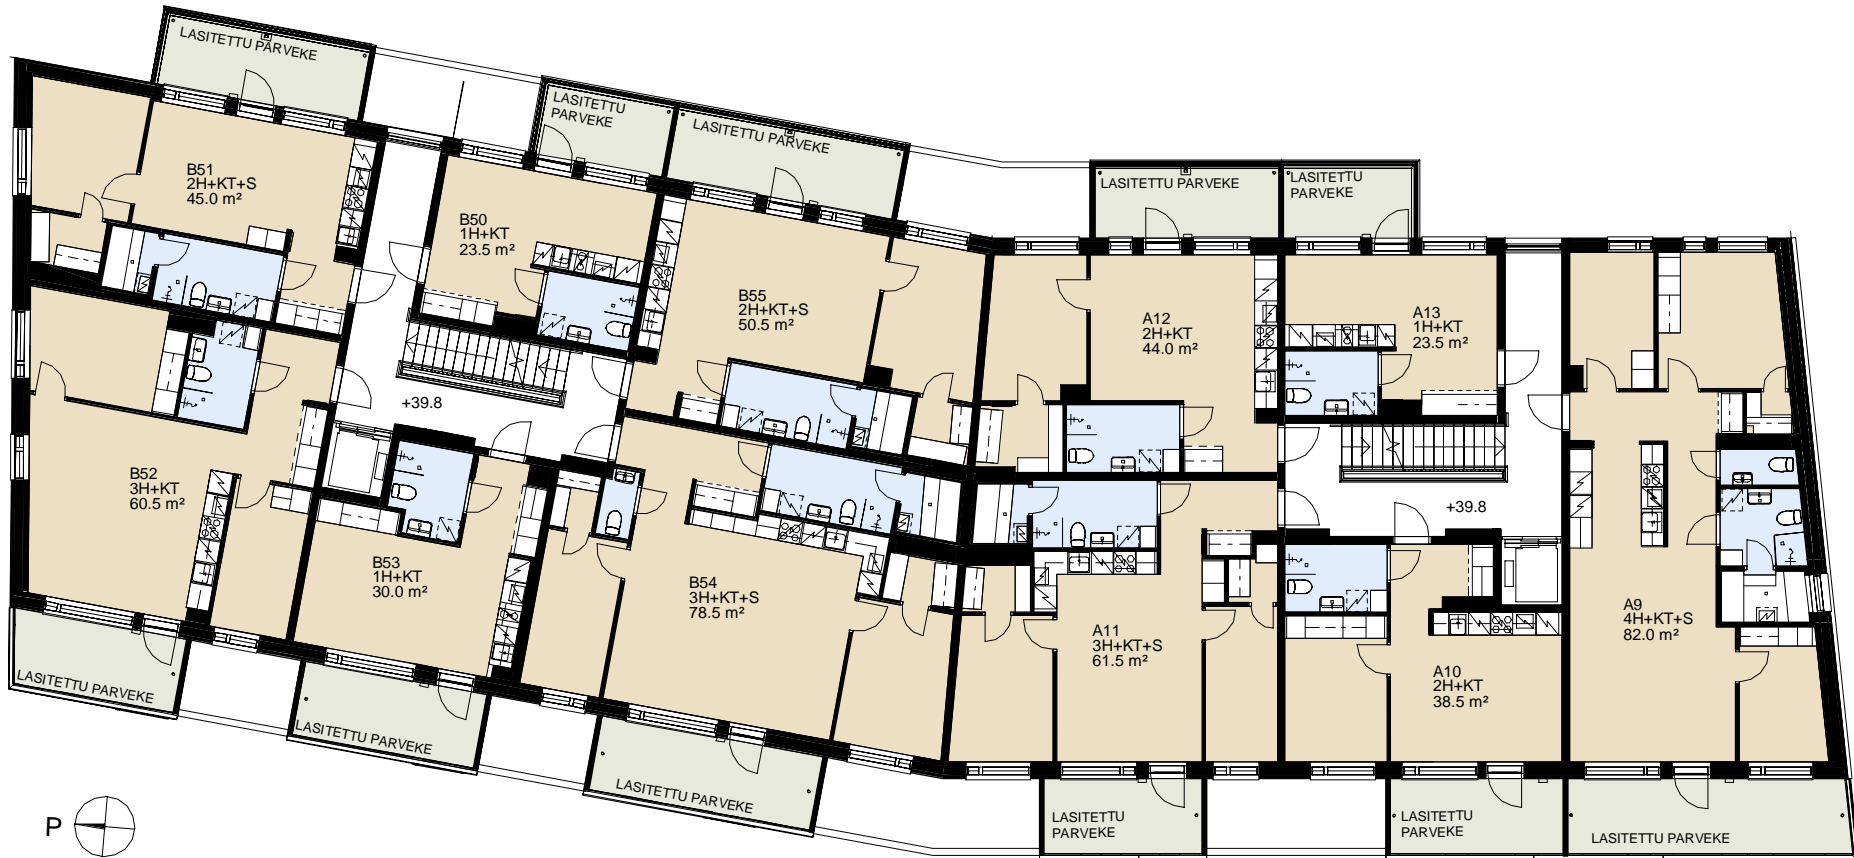 LASITETTU PARVEKE
LASITETTU
PARVEKE
LASITETTU PARVEKE
LASITETTU PARVEKE
LASITETTU
PARVEKE
B51
2H+KT+S
45.0 m²
B50
1H+KT
23.5 m²
B55
2H+KT+S
50.5 m²
A12
2H+KT
44.0 m²
A13
1H+KT
23.5 m²
+39.8
B52
3H+KT
60.5 m²
+39.8
B53
1H+KT
30.0 m²
B54
3H+KT+S
78.5 m²
A11
3H+KT+S
61.5 m²
A9
4H+KT+S
82.0 m²
A10
2H+KT
38.5 m²
LASITETTU PARVEKE
LASITETTU PARVEKE
LASITETTU PARVEKE
LASITETTU
PARVEKE
LASITETTU
PARVEKE
LASITETTU PARVEKE
P